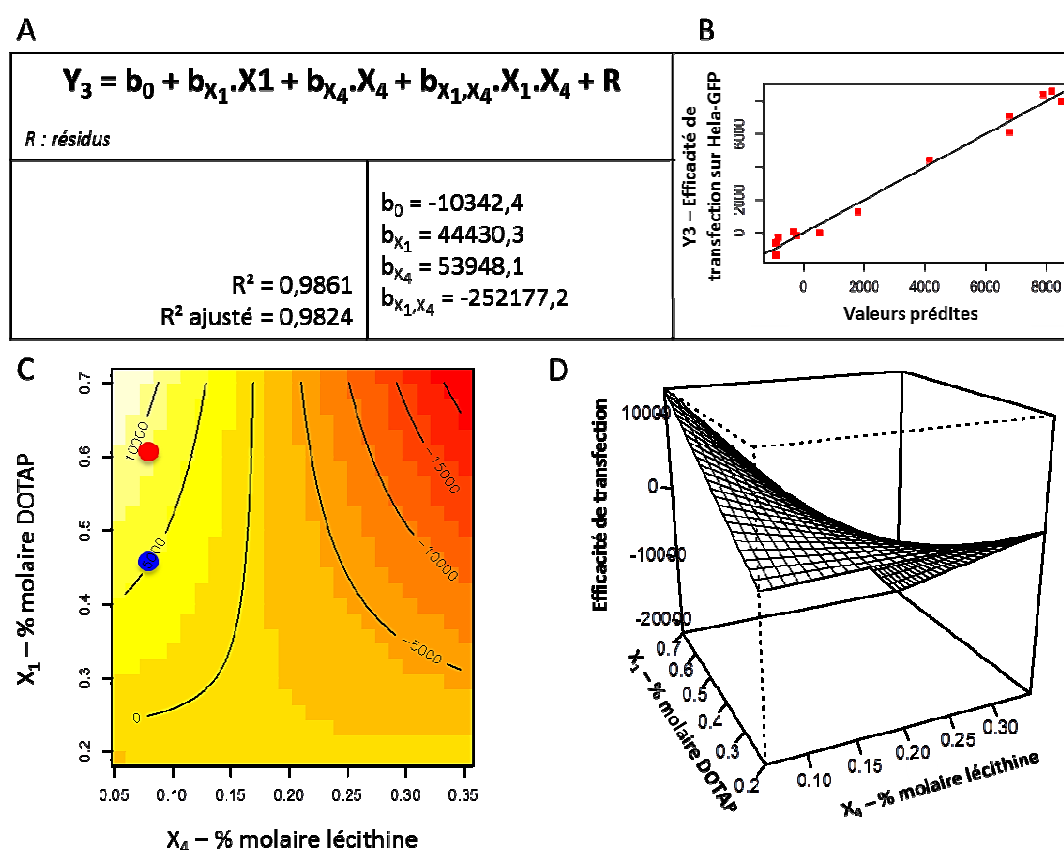 A
Y3 = b0 + bX1.X1 + bX4.X4 + bX1,X4.X1.X4 + R
R : résidus
R² = 0,9861
R² ajusté = 0,9824
b0 = -10342,4
bX1 = 44430,3
bX4 = 53948,1
bX1,X4 = -252177,2
B
Y3 – Efficacité de
transfection sur Hela-GFP
0 2000 6000
0 2000 4000 6000 8000
Valeurs prédites
C
X1 – % molaire DOTAP
0.2 0.3 0.4 0.5 0.6 0.7
10000
0
-5000
-10000
-15000
0.05 0.10 0.15 0.20 0.25 0.30 0.35
X4 – % molaire lécithine
D
Efficacité de transfection
10000
0
-10000
-20000
0.7
0.6
0.5
0.4
0.3
0.2
X1 – % molaire DOTAP
0.10 0.15 0.20 0.25 0.30
X4 – % molaire lécithine